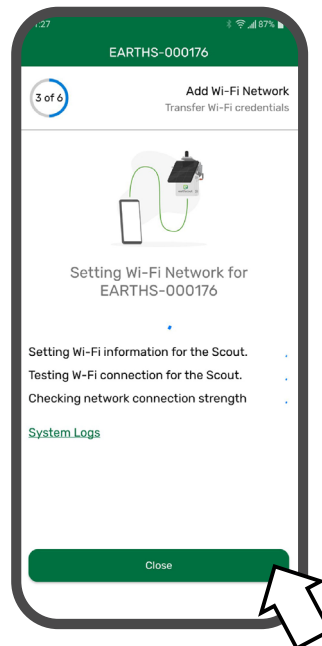 :27
87%
EARTHS-000176
3 of 6
Add Wi-Fi Network
Transfer Wi-Fi credentials
Setting Wi-Fi Network for
EARTHS-000176
Setting Wi-Fi information for the Scout.
Testing W-Fi connection for the Scout.
Checking network connection strength
System Logs
Close